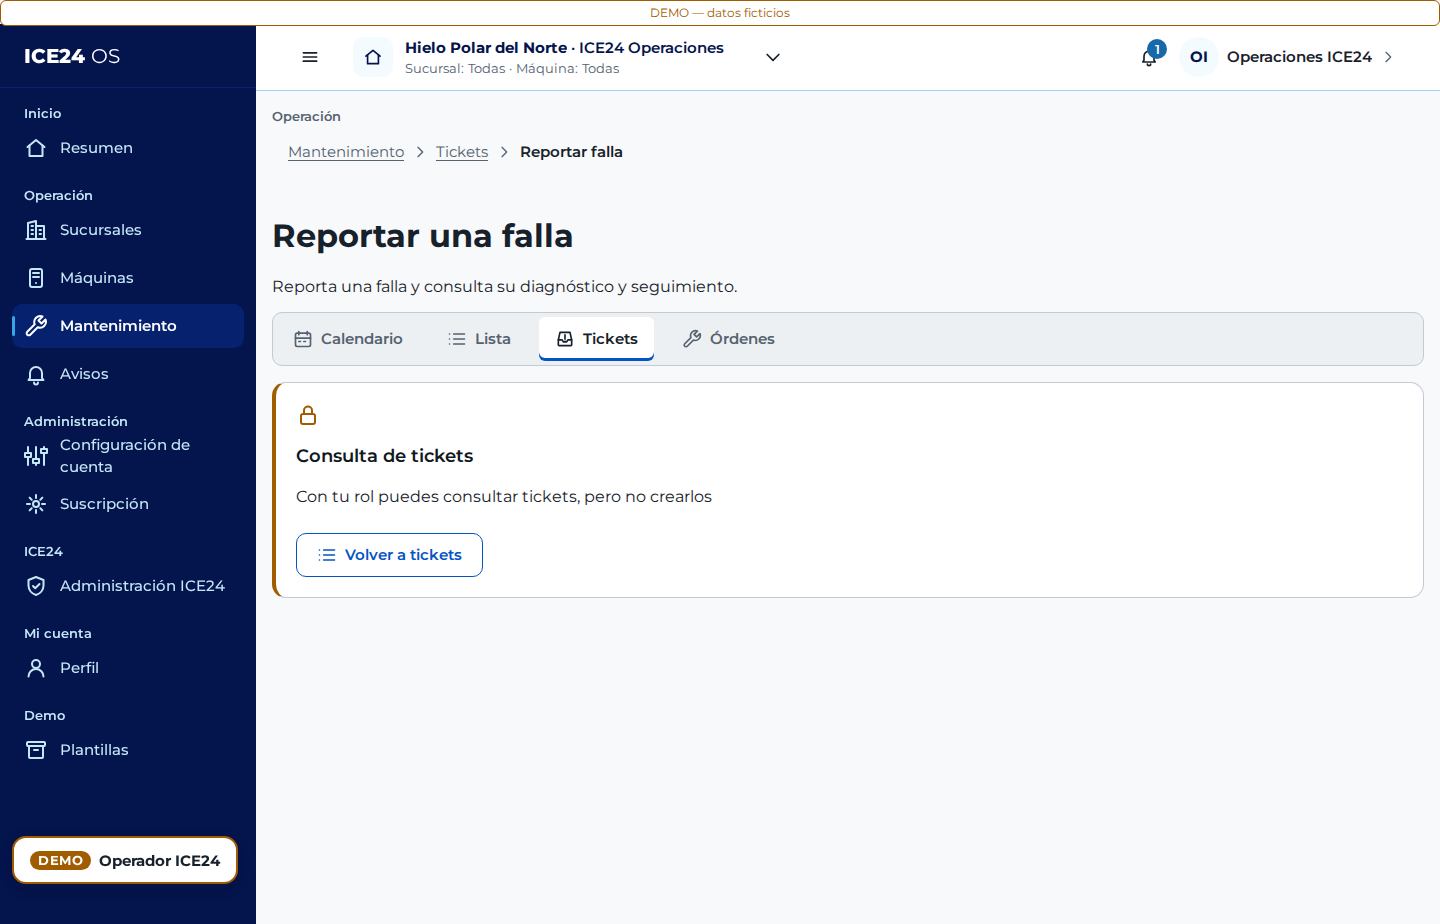 DEMO — datos ficticios
ICE24 OS
Inicio
Resumen
Operación
Sucursales
Máquinas
Mantenimiento
Avisos
Administración
Configuración de
cuenta
Suscripción
ICE24
Administración ICE24
Mi cuenta
Perfil
Demo
Plantillas
DEMO Operador ICE24
Hielo Polar del Norte · ICE24 Operaciones
Sucursal: Todas · Máquina: Todas
1
OI Operaciones ICE24
Operación
Mantenimiento Tickets Reportar falla
Reportar una falla
Reporta una falla y consulta su diagnóstico y seguimiento.
Calendario Lista Tickets Órdenes
Consulta de tickets
Con tu rol puedes consultar tickets, pero no crearlos
Volver a tickets